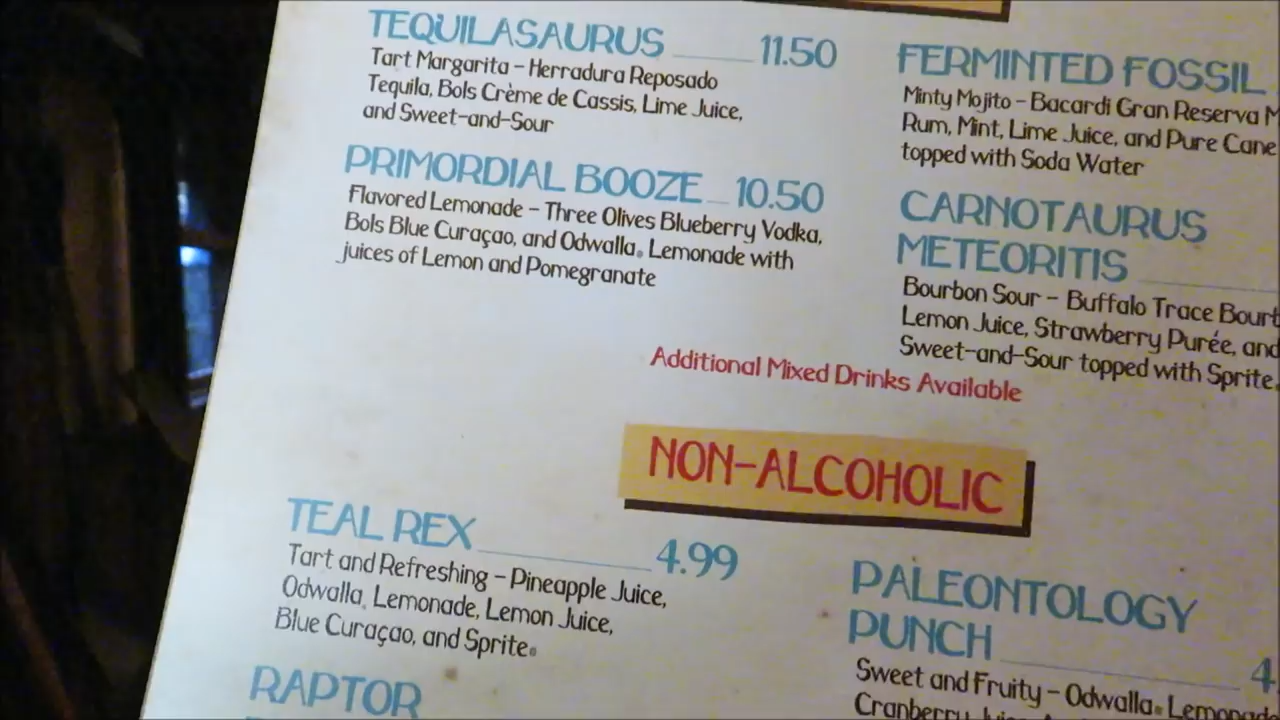 TEQUILASAURUS 11.50
Tart Margarita – Herradura Reposado
Tequila, Bols Crème de Cassis, Lime Juice,
and Sweet-and-Sour
PRIMORDIAL BOOZE 10.50
Flavored Lemonade – Three Olives Blueberry Vodka,
Bols Blue Curaçao, and Odwalla® Lemonade with
juices of Lemon and Pomegranate
FERMINTED FOSSIL
Minty Mojito – Bacardi Gran Reserva
Rum, Mint, Lime Juice, and Pure Cane
topped with Soda Water
CARNOTAURUS
METEORITIS
Bourbon Sour – Buffalo Trace
Lemon Juice, Strawberry Purée, and
Sweet-and-Sour topped with Sprite
Additional Mixed Drinks Available
NON-ALCOHOLIC
TEAL REX 4.99
Tart and Refreshing – Pineapple Juice,
Odwalla® Lemonade, Lemon Juice,
Blue Curaçao, and Sprite®
RAPTOR
PALEONTOLOGY
PUNCH 4.
Sweet and Fruity – Odwalla® Lemonade
Cranberry